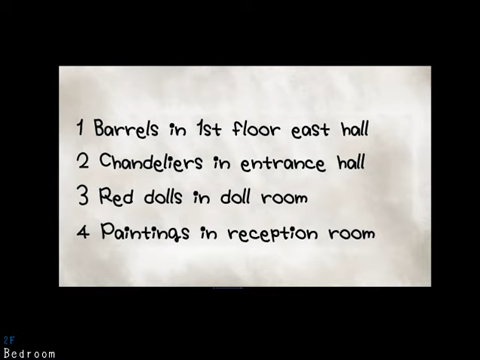 1 Barrels in 1st floor east hall
2 Chandeliers in entrance hall
3 Red dolls in doll room
4 Paintings in reception room
2F
Bedroom